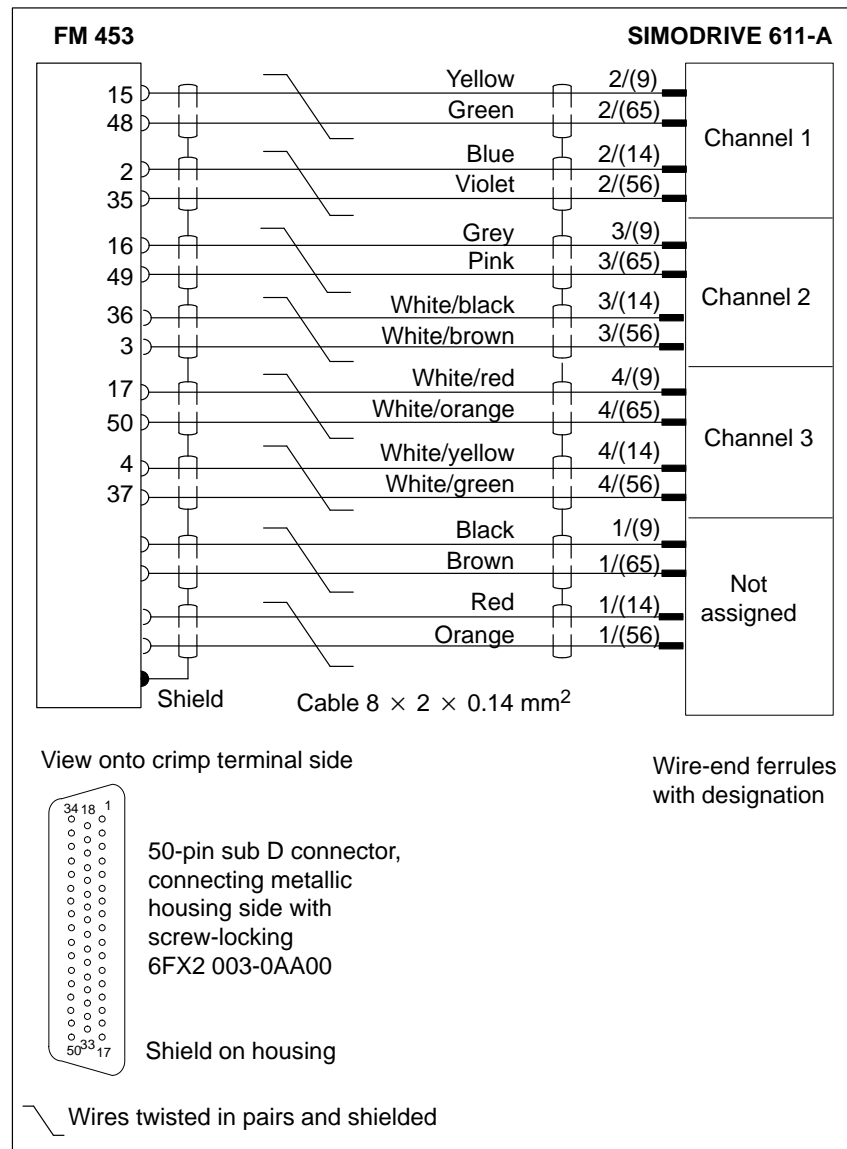 FM 453 SIMODRIVE 611-A
15 Yellow 2/(9)
48 Green 2/(65)
Channel 1
2 Blue 2/(14)
35 Violet 2/(56)
16 Grey 3/(9)
49 Pink 3/(65)
Channel 2
36 White/black 3/(14)
3 White/brown 3/(56)
17 White/red 4/(9)
50 White/orange 4/(65)
Channel 3
4 White/yellow 4/(14)
37 White/green 4/(56)
Black 1/(9)
Brown 1/(65)
Not
assigned
Red 1/(14)
Orange 1/(56)
Shield
Cable 8 × 2 × 0.14 mm²
View onto crimp terminal side
Wire-end ferrules
with designation
34 18 1
50-pin sub D connector,
connecting metallic
housing side with
screw-locking
6FX2 003-0AA00
50 33 17
Shield on housing
Wires twisted in pairs and shielded